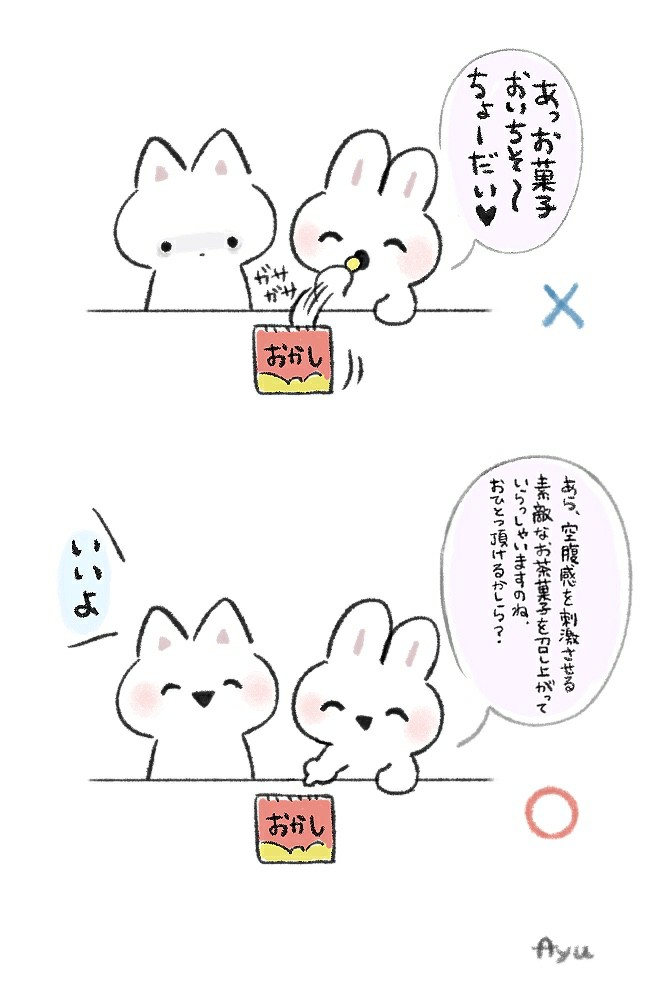 あっお菓子
おいちそ〜
ちょーだい♥
ガサ
ガサ
おかし
あら、空腹感を刺激させる
素敵なお茶菓子を召し上がって
いらっしゃいますのね、
おひとつ頂けるかしら？
いいよ
おかし
Ayu